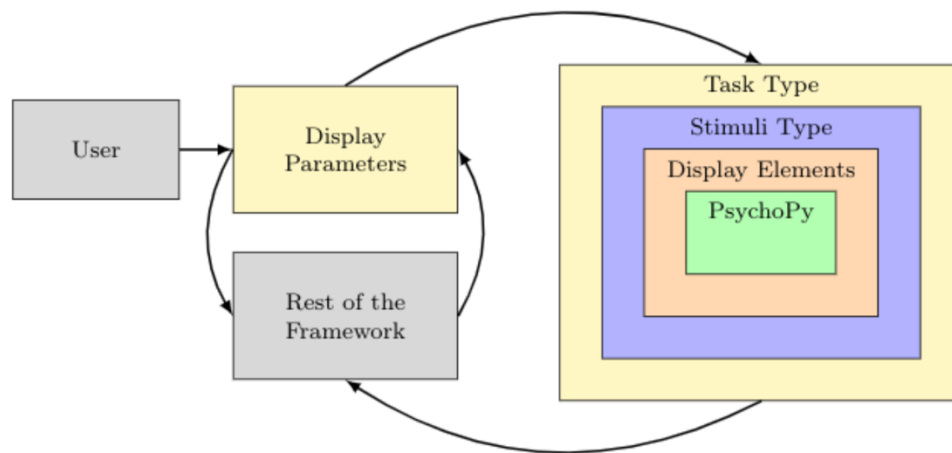 User
Display
Parameters
Rest of the
Framework
Task Type
Stimuli Type
Display Elements
PsychoPy